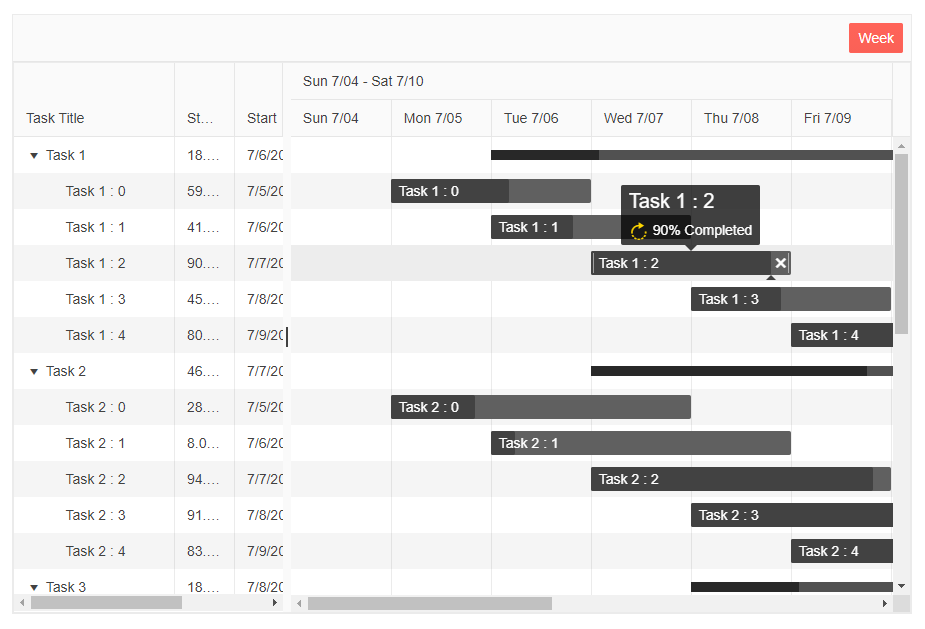 Week
Sun 7/04 - Sat 7/10
Task Title St... Start Sun 7/04 Mon 7/05 Tue 7/06 Wed 7/07 Thu 7/08 Fri 7/09
Task 1 18.... 7/6/20
Task 1 : 0 59.... 7/5/20 Task 1 : 0
Task 1 : 2
Task 1 : 1 41.... 7/6/20 Task 1 : 1
90% Completed
Task 1 : 2 90.... 7/7/20 Task 1 : 2
Task 1 : 3 45.... 7/8/20 Task 1 : 3
Task 1 : 4 80.... 7/9/20 Task 1 : 4
Task 2 46.... 7/7/20
Task 2 : 0 28.... 7/5/20 Task 2 : 0
Task 2 : 1 8.0... 7/6/20 Task 2 : 1
Task 2 : 2 94.... 7/7/20 Task 2 : 2
Task 2 : 3 91.... 7/8/20 Task 2 : 3
Task 2 : 4 83.... 7/9/20 Task 2 : 4
Task 3 18.... 7/8/20